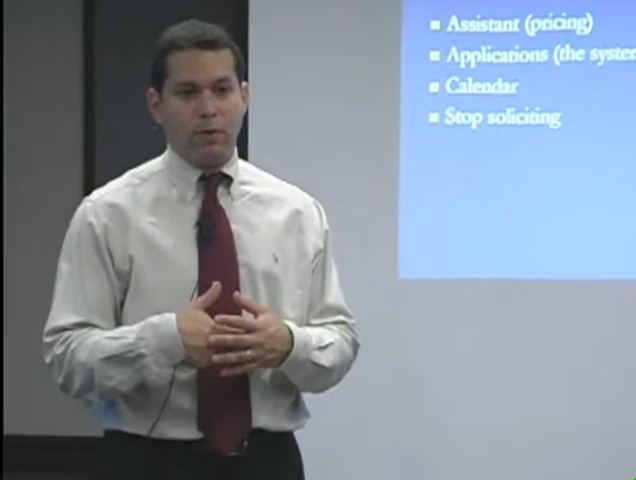 Assistant (pricing)
Applications (the system
Calendar
Stop soliciting